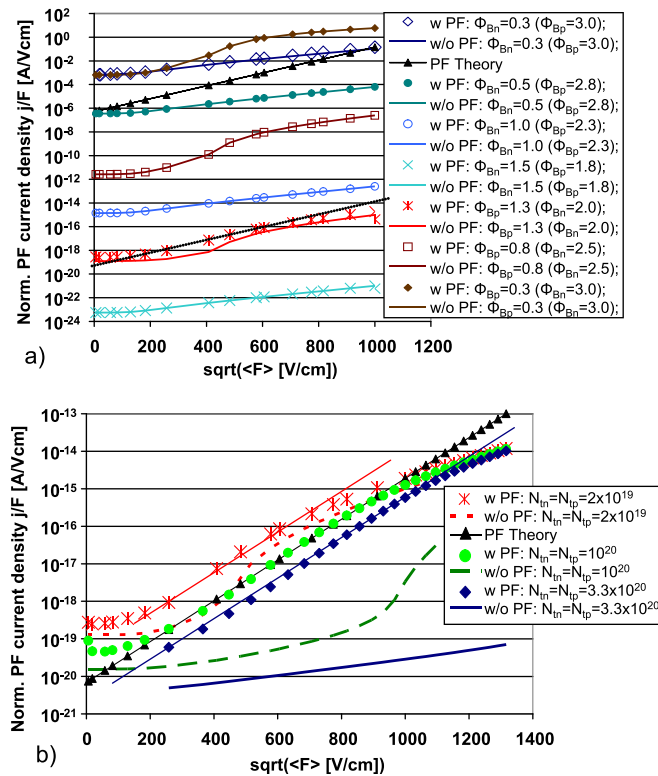 Norm. PF current density j/F [A/Vcm]
10^2
10^0
10^-2
10^-4
10^-6
10^-8
10^-10
10^-12
10^-14
10^-16
10^-18
10^-20
10^-22
10^-24
0 200 400 600 800 1000 1200
sqrt(<F> [V/cm])
a)
w PF: Φ_Bn=0.3 (Φ_Bp=3.0);
w/o PF: Φ_Bn=0.3 (Φ_Bp=3.0);
PF Theory
w PF: Φ_Bn=0.5 (Φ_Bp=2.8);
w/o PF: Φ_Bn=0.5 (Φ_Bp=2.8);
w PF: Φ_Bn=1.0 (Φ_Bp=2.3);
w/o PF: Φ_Bn=1.0 (Φ_Bp=2.3);
w PF: Φ_Bn=1.5 (Φ_Bp=1.8);
w/o PF: Φ_Bn=1.5 (Φ_Bp=1.8);
w PF: Φ_Bp=1.3 (Φ_Bn=2.0);
w/o PF: Φ_Bp=1.3 (Φ_Bn=2.0);
w PF: Φ_Bp=0.8 (Φ_Bn=2.5);
w/o PF: Φ_Bp=0.8 (Φ_Bn=2.5);
w PF: Φ_Bp=0.3 (Φ_Bn=3.0);
w/o PF: Φ_Bp=0.3 (Φ_Bn=3.0);
Norm. PF current density j/F [A/Vcm]
10^-13
10^-14
10^-15
10^-16
10^-17
10^-18
10^-19
10^-20
10^-21
0 200 400 600 800 1000 1200 1400
sqrt(<F> [V/cm])
b)
w PF: N_tn=N_tp=2x10^19
w/o PF: N_tn=N_tp=2x10^19
PF Theory
w PF: N_tn=N_tp=10^20
w/o PF: N_tn=N_tp=10^20
w PF: N_tn=N_tp=3.3x10^20
w/o PF: N_tn=N_tp=3.3x10^20